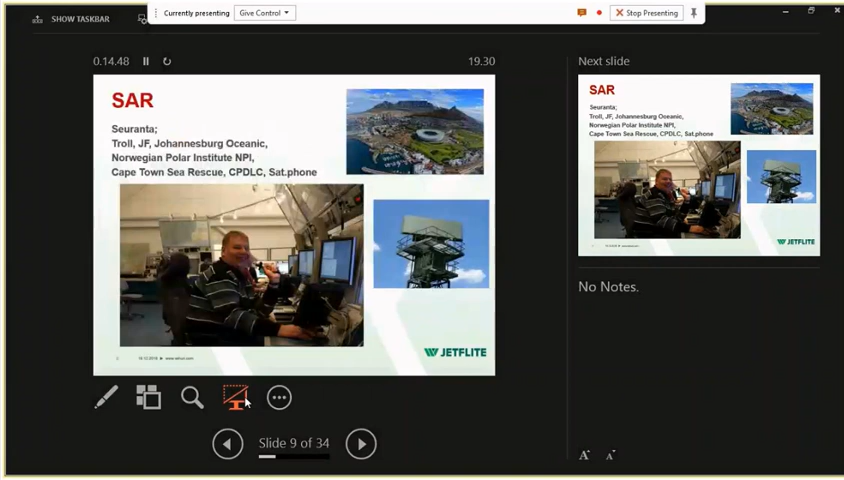 SHOW TASKBAR
Currently presenting
Give Control
Stop Presenting
0.14.48
19.30
SAR
Seuranta;
Troll, JF, Johannesburg Oceanic,
Norwegian Polar Institute NPI,
Cape Town Sea Rescue, CPDLC, Sat.phone
JETFLITE
Slide 9 of 34
Next slide
SAR
Seuranta;
Troll, JF, Johannesburg Oceanic,
Norwegian Polar Institute NPI,
Cape Town Sea Rescue, CPDLC, Sat.phone
JETFLITE
No Notes.
A A